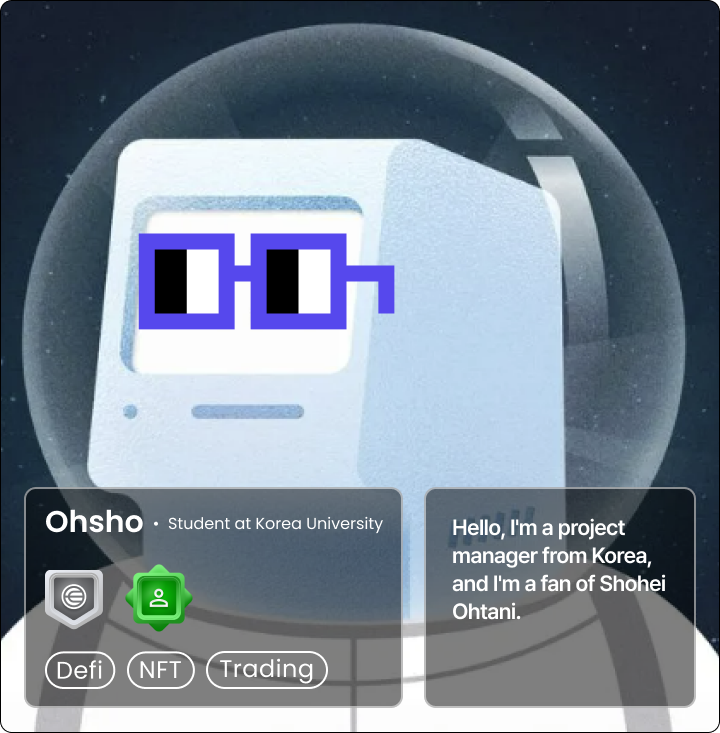 Ohsho • Student at Korea University
Defi NFT Trading
Hello, I'm a project
manager from Korea,
and I'm a fan of Shohei
Ohtani.